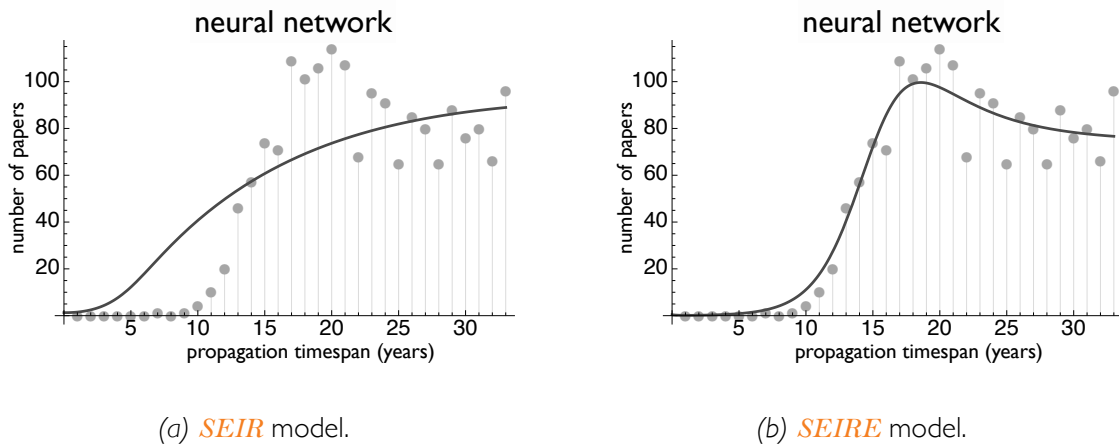 neural network
number of papers
100
80
60
40
20
5 10 15 20 25 30
propagation timespan (years)
(a) SEIR model.
neural network
number of papers
100
80
60
40
20
5 10 15 20 25 30
propagation timespan (years)
(b) SEIRE model.